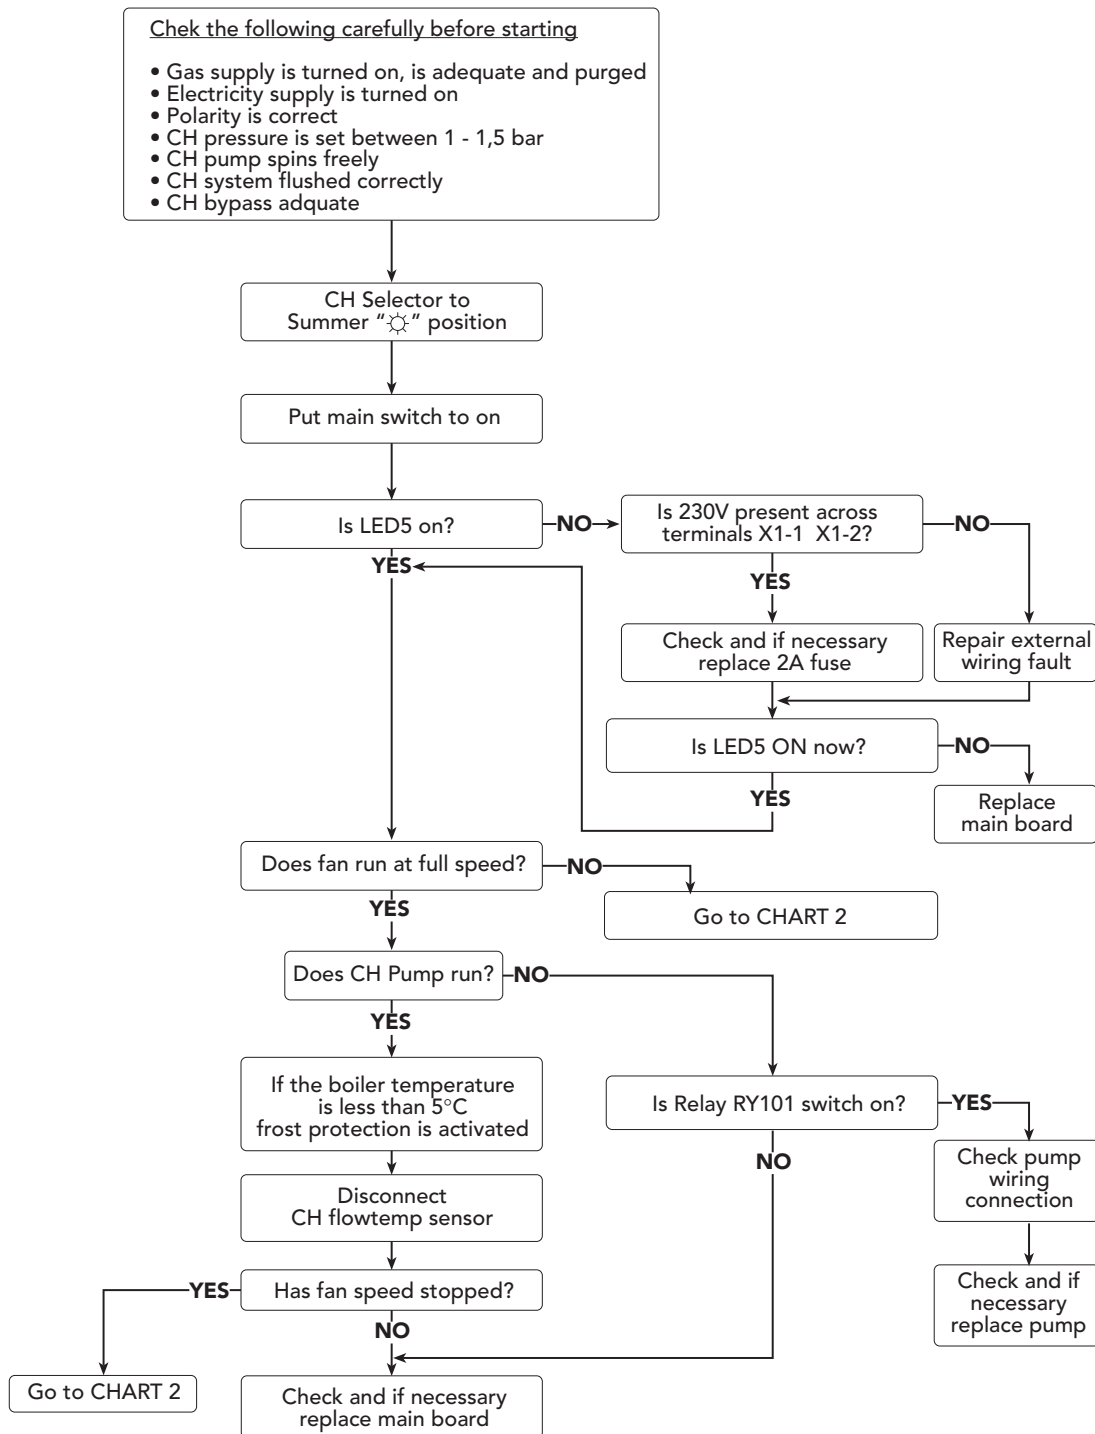 Chek the following carefully before starting
• Gas supply is turned on, is adequate and purged
• Electricity supply is turned on
• Polarity is correct
• CH pressure is set between 1 - 1,5 bar
• CH pump spins freely
• CH system flushed correctly
• CH bypass adquate
CH Selector to
Summer “☼” position
Put main switch to on
Is LED5 on?
NO
Is 230V present across
terminals X1-1 X1-2?
NO
YES
YES
Check and if necessary
replace 2A fuse
Repair external
wiring fault
Is LED5 ON now?
NO
YES
Replace
main board
Does fan run at full speed?
NO
Go to CHART 2
YES
Does CH Pump run?
NO
YES
If the boiler temperature
is less than 5°C
frost protection is activated
Is Relay RY101 switch on?
YES
NO
Check pump
wiring
connection
Disconnect
CH flowtemp sensor
Has fan speed stopped?
YES
NO
Check and if
necessary
replace pump
Go to CHART 2
Check and if necessary
replace main board